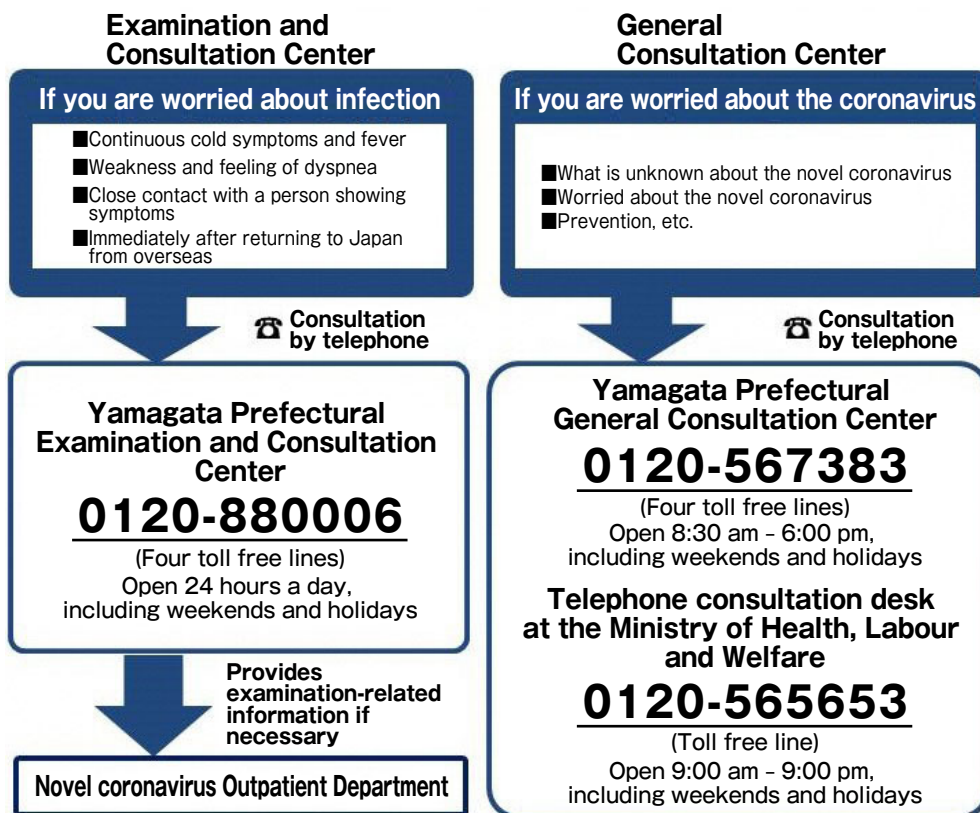 Examination and
Consultation Center
If you are worried about infection
■Continuous cold symptoms and fever
■Weakness and feeling of dyspnea
■Close contact with a person showing
symptoms
■Immediately after returning to Japan
from overseas
☎ Consultation
by telephone
Yamagata Prefectural
Examination and Consultation
Center
0120-880006
(Four toll free lines)
Open 24 hours a day,
including weekends and holidays
Provides
examination-related
information if
necessary
Novel coronavirus Outpatient Department
General
Consultation Center
If you are worried about the coronavirus
■What is unknown about the novel coronavirus
■Worried about the novel coronavirus
■Prevention, etc.
☎ Consultation
by telephone
Yamagata Prefectural
General Consultation Center
0120-567383
(Four toll free lines)
Open 8:30 am – 6:00 pm,
including weekends and holidays
Telephone consultation desk
at the Ministry of Health, Labour
and Welfare
0120-565653
(Toll free line)
Open 9:00 am – 9:00 pm,
including weekends and holidays